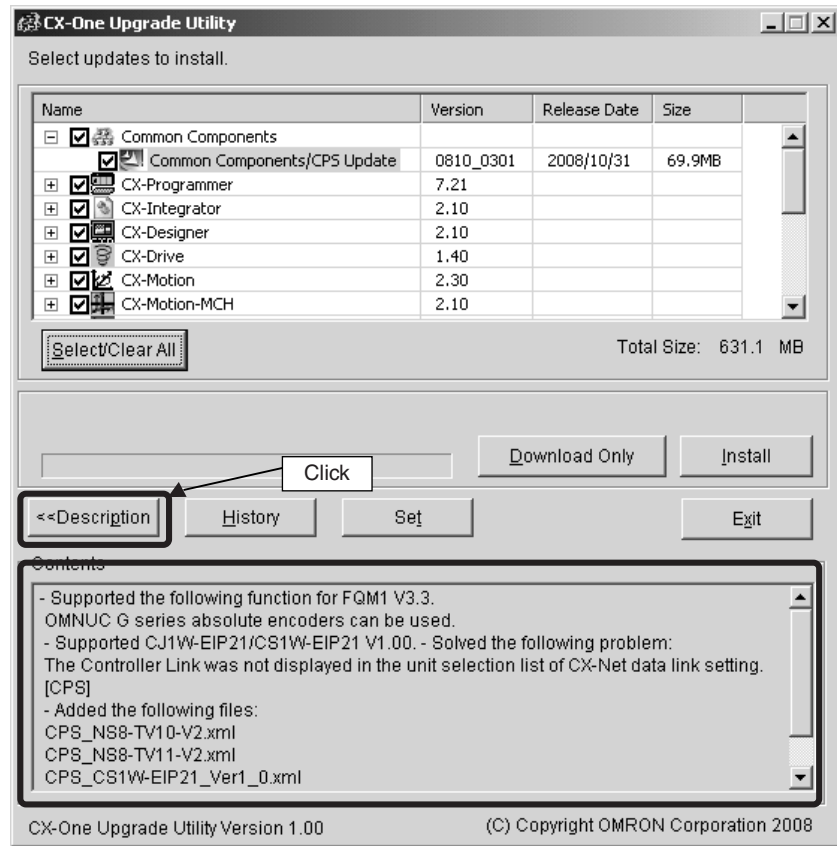 CX-One Upgrade Utility
Select updates to install.
Name Version Release Date Size
Common Components
Common Components/CPS Update 0810_0301 2008/10/31 69.9MB
CX-Programmer 7.21
CX-Integrator 2.10
CX-Designer 2.10
CX-Drive 1.40
CX-Motion 2.30
CX-Motion-MCH 2.10
Select/Clear All Total Size: 631.1 MB
Download Only Install
Click
<<Description History Set Exit
Contents
- Supported the following function for FQM1 V3.3.
OMNUC G series absolute encoders can be used.
- Supported CJ1W-EIP21/CS1W-EIP21 V1.00. - Solved the following problem:
The Controller Link was not displayed in the unit selection list of CX-Net data link setting.
[CPS]
- Added the following files:
CPS_NS8-TV10-V2.xml
CPS_NS8-TV11-V2.xml
CPS_CS1W-EIP21_Ver1_0.xml
CX-One Upgrade Utility Version 1.00 (C) Copyright OMRON Corporation 2008